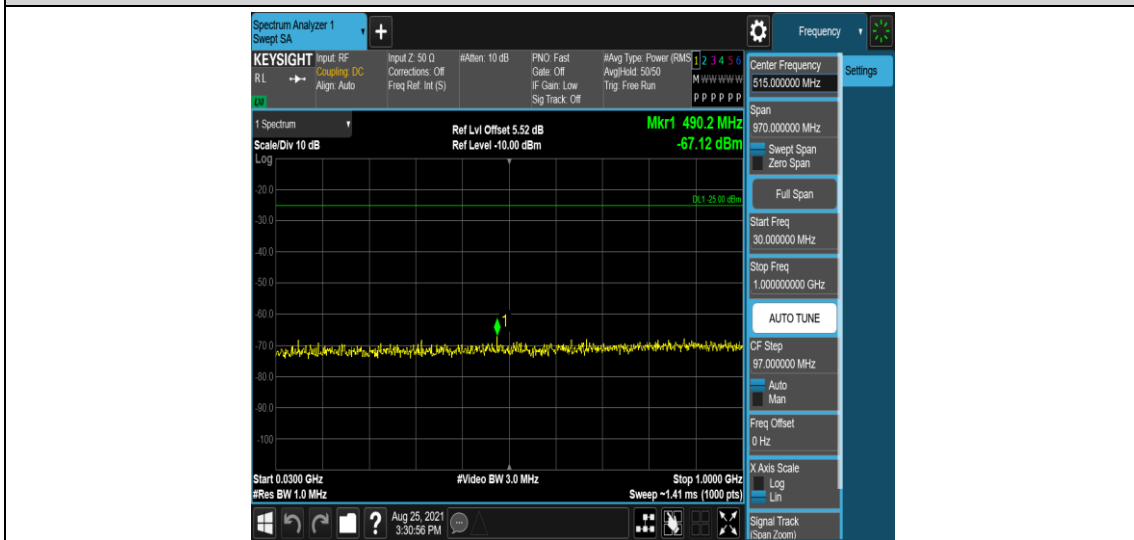 Spectrum Analyzer 1
Swept SA
+
Frequency
KEYSIGHT
RL
Input: RF
Coupling: DC
Align: Auto
Input Z: 50 Ω
Corrections: Off
Freq Ref: Int (S)
#Atten: 10 dB
PNO: Fast
Gate: Off
IF Gain: Low
Sig Track: Off
#Avg Type: Power (RMS
Avg|Hold: 50/50
Trig: Free Run
1 2 3 4 5 6
M W W W W W
P P P P P P
1 Spectrum
Scale/Div 10 dB
Log
Ref Lvl Offset 5.52 dB
Ref Level -10.00 dBm
Mkr1 490.2 MHz
-67.12 dBm
-20.0
DL1 -25.00 dBm
-30.0
-40.0
-50.0
-60.0
1
-70.0
-80.0
-90.0
-100
Start 0.0300 GHz
#Res BW 1.0 MHz
#Video BW 3.0 MHz
Stop 1.0000 GHz
Sweep ~1.41 ms (1000 pts)
Center Frequency
515.000000 MHz
Settings
Span
970.000000 MHz
Swept Span
Zero Span
Full Span
Start Freq
30.000000 MHz
Stop Freq
1.000000000 GHz
AUTO TUNE
CF Step
97.000000 MHz
Auto
Man
Freq Offset
0 Hz
X Axis Scale
Log
Lin
Signal Track
(Span Zoom)
?
Aug 25, 2021
3:30:56 PM